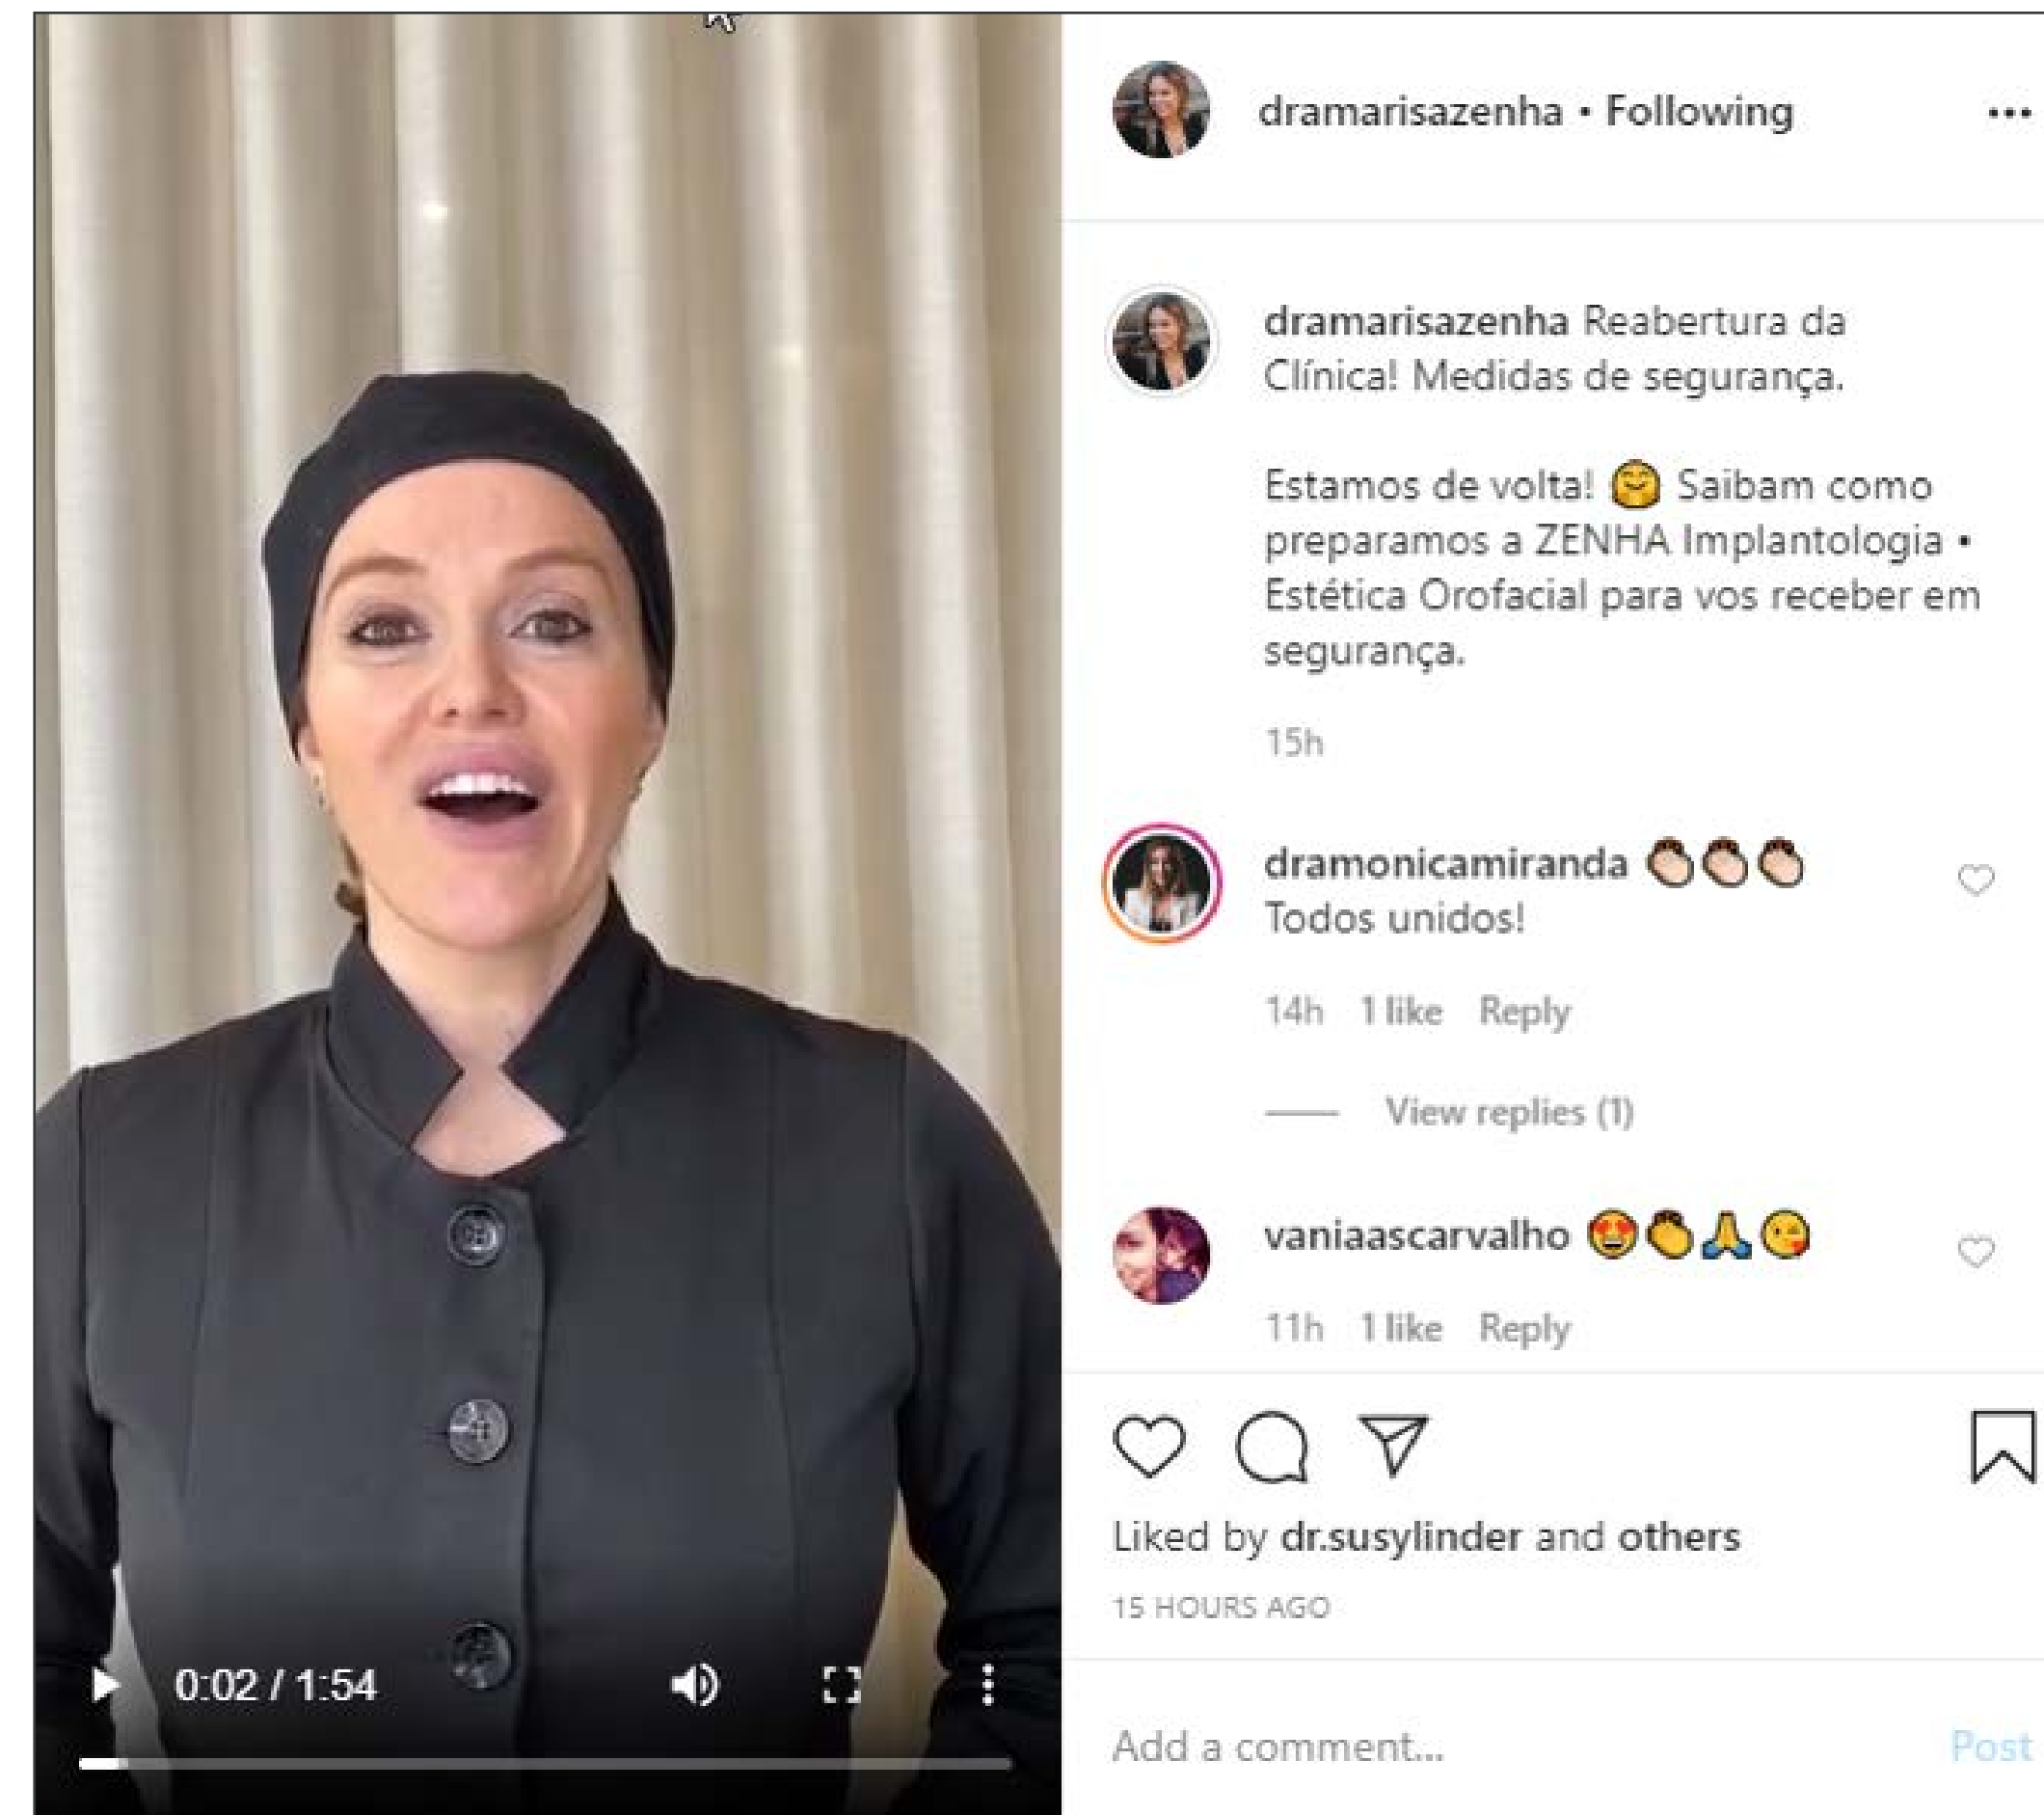 dramarisazenha • Following
dramarisazenha Reabertura da
Clínica! Medidas de segurança.
Estamos de volta! 🤗 Saibam como
preparamos a ZENHA Implantologia •
Estética Orofacial para vos receber em
segurança.
15h
dramonicamiranda 👏🏻👏🏻👏🏻
Todos unidos!
14h 1 like Reply
View replies (1)
vaniaascarvalho 😍👏🙏😘
11h 1 like Reply
Liked by dr.susylinder and others
15 HOURS AGO
Add a comment... Post
0:02 / 1:54